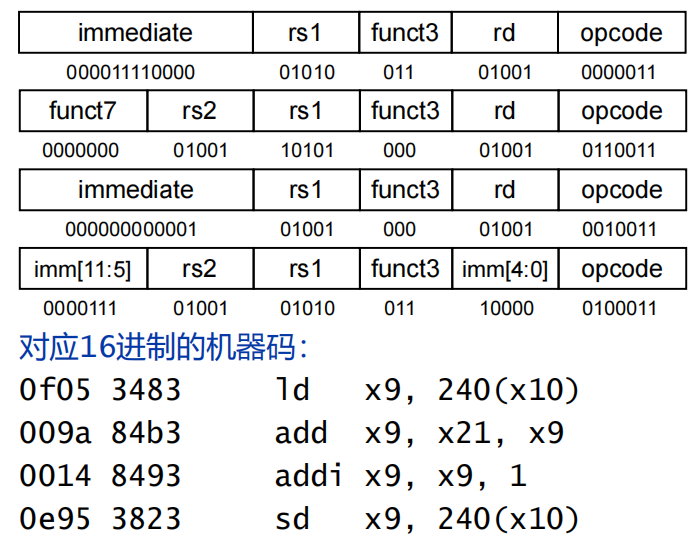 immediate rs1 funct3 rd opcode
000011110000 01010 011 01001 0000011
funct7 rs2 rs1 funct3 rd opcode
0000000 01001 10101 000 01001 0110011
immediate rs1 funct3 rd opcode
000000000001 01001 000 01001 0010011
imm[11:5] rs2 rs1 funct3 imm[4:0] opcode
0000111 01001 01010 011 10000 0100011
对应16进制的机器码：
0f05 3483 ld x9, 240(x10)
009a 84b3 add x9, x21, x9
0014 8493 addi x9, x9, 1
0e95 3823 sd x9, 240(x10)